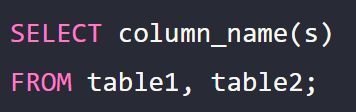 SELECT column_name(s)
FROM table1, table2;